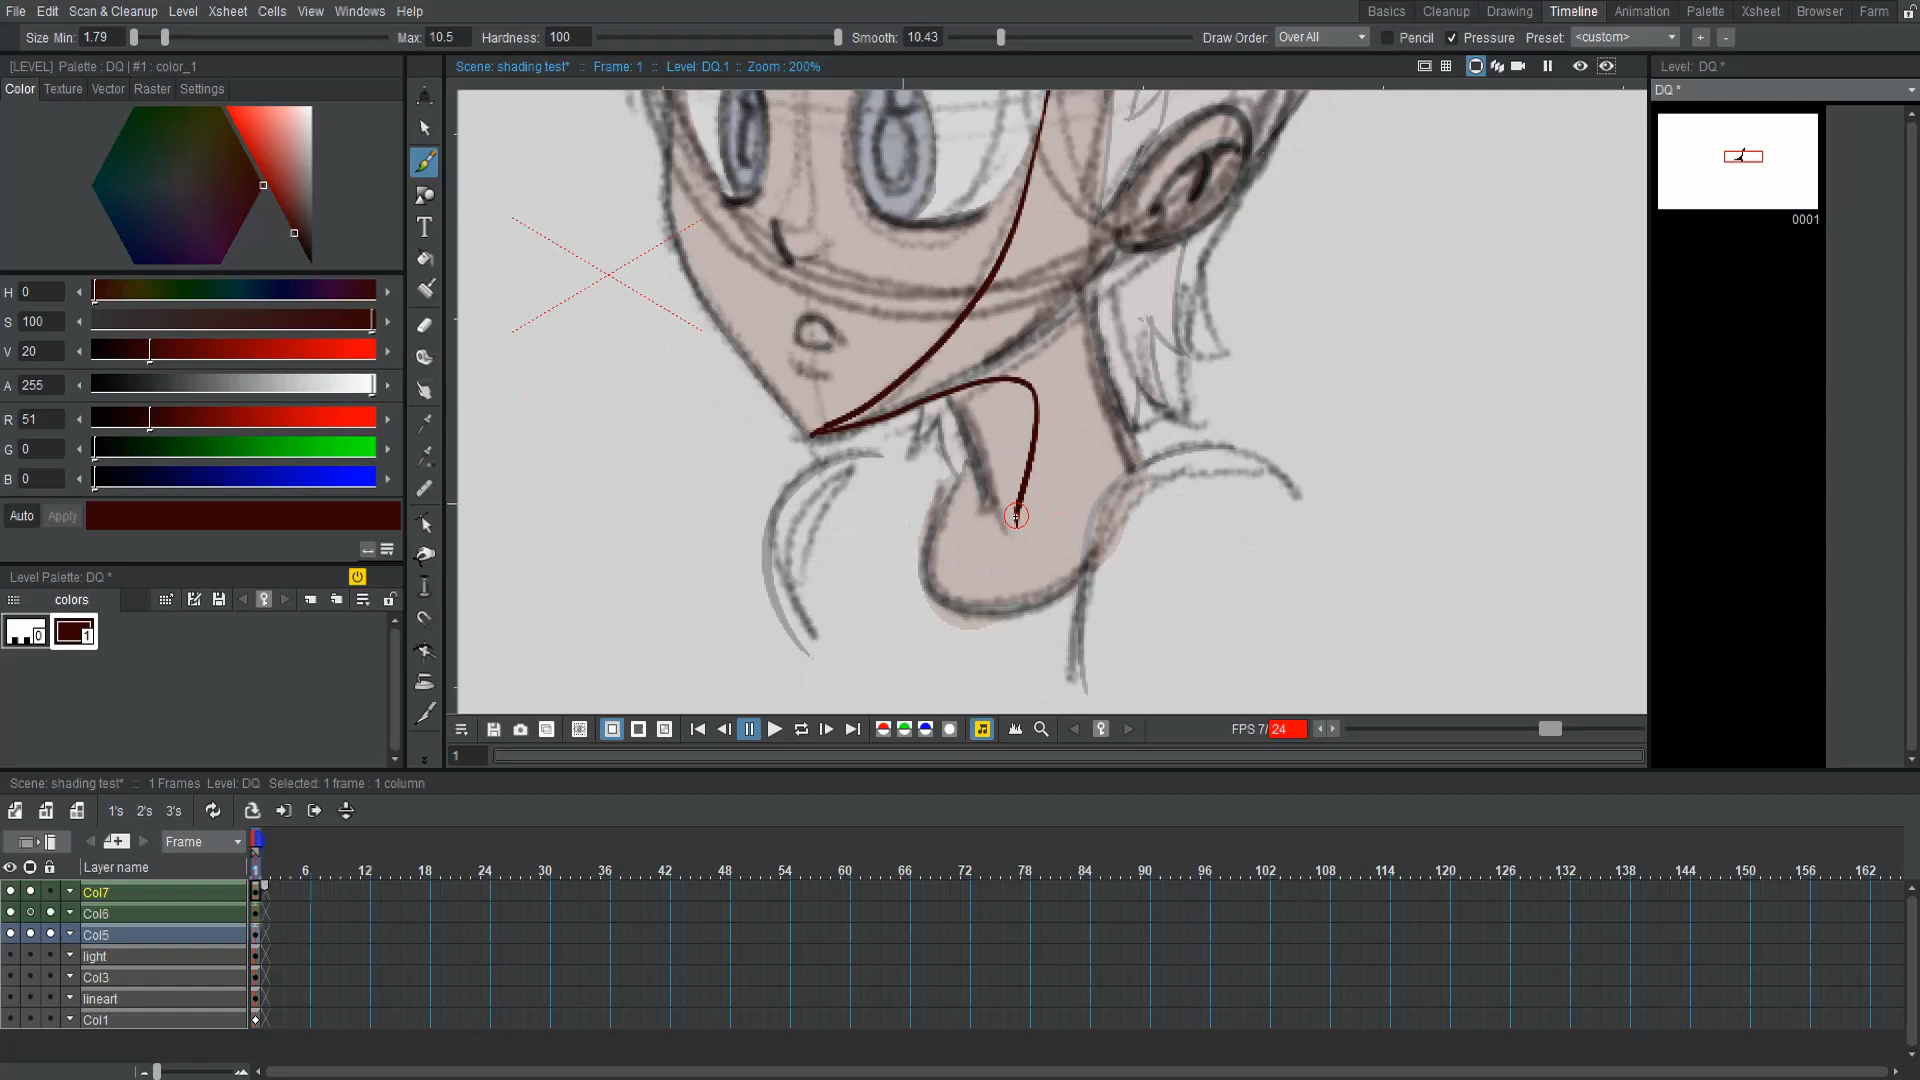 File Edit Scan & Cleanup Level Xsheet Cells View Windows Help
Basics Cleanup Drawing Timeline Animation Palette Xsheet Browser Farm
Size Min: 1.79 Max: 10.5 Hardness: 100 Smooth: 10.43 Draw Order: Over All Pencil Pressure Preset: <custom> + -
[LEVEL] Palette : DQ | #1 : color_1
Scene: shading test* :: Frame: 1 :: Level: DQ.1 :: Zoom : 200%
Level: DQ *
Color Texture Vector Raster Settings
DQ *
0001
H 0
S 100
V 20
A 255
R 51
G 0
B 0
Auto Apply
Level Palette: DQ *
colors
0 1
FPS 7/24
1
Scene: shading test* :: 1 Frames Level: DQ Selected: 1 frame : 1 column
1's 2's 3's
Frame
Layer name
1 6 12 18 24 30 36 42 48 54 60 66 72 78 84 90 96 102 108 114 120 126 132 138 144 150 156 162
Col7
Col6
Col5
light
Col3
lineart
Col1